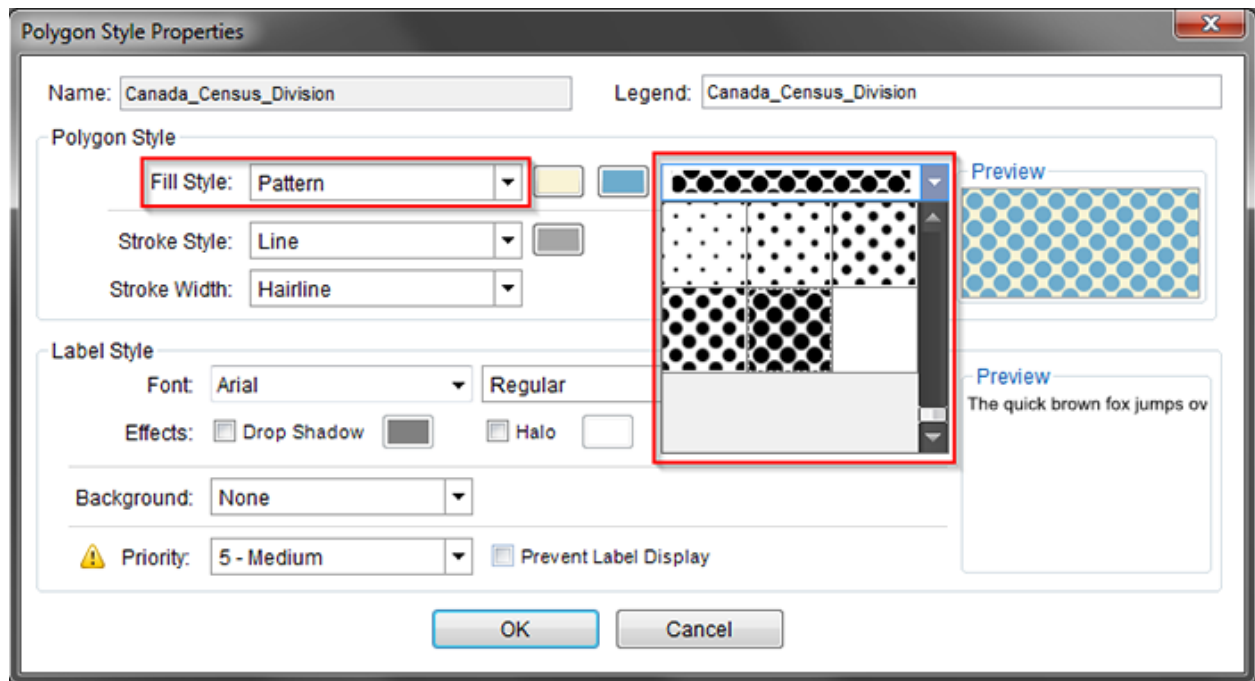 Polygon Style Properties
Name: Canada_Census_Division Legend: Canada_Census_Division
Polygon Style
Fill Style: Pattern
Preview
Stroke Style: Line
Stroke Width: Hairline
Label Style
Font: Arial Regular
Preview
The quick brown fox jumps ov
Effects: Drop Shadow Halo
Background: None
Priority: 5 - Medium Prevent Label Display
OK Cancel